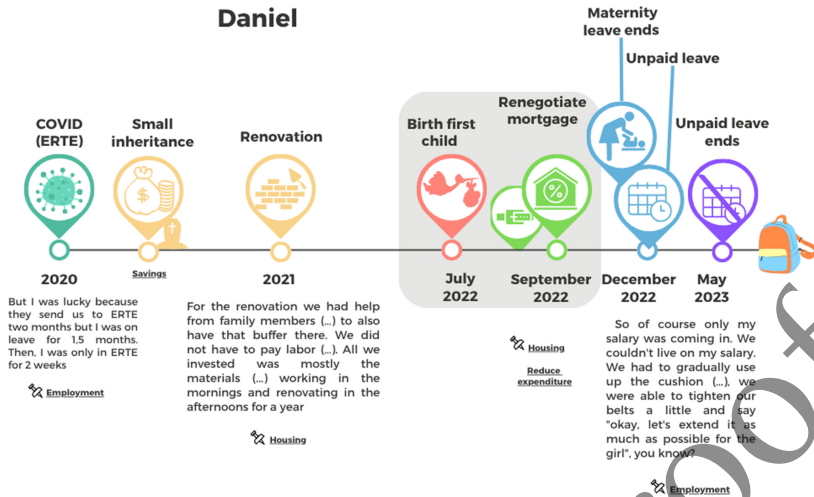 Daniel
Maternity
leave ends
Unpaid leave
COVID
(ERTE)
Small
inheritance
Renovation
Birth first
child
Renegotiate
mortgage
Unpaid leave
ends
$
%
2020
Savings
2021
July
2022
September
2022
December
2022
May
2023
But I was lucky because
they send us to ERTE
two months but I was on
leave for 1,5 months.
Then, I was only in ERTE
for 2 weeks
Employment
For the renovation we had help
from family members (...) to also
have that buffer there. We did
not have to pay labor (...). All we
invested was mostly the
materials (...) working in the
mornings and renovating in the
afternoons for a year
Housing
Housing
Reduce
expenditure
So of course only my
salary was coming in. We
couldn't live on my salary.
We had to gradually use
up the cushion (...), we
were able to tighten our
belts a little and say
"okay, let's extend it as
much as possible for the
girl", you know?
Employment